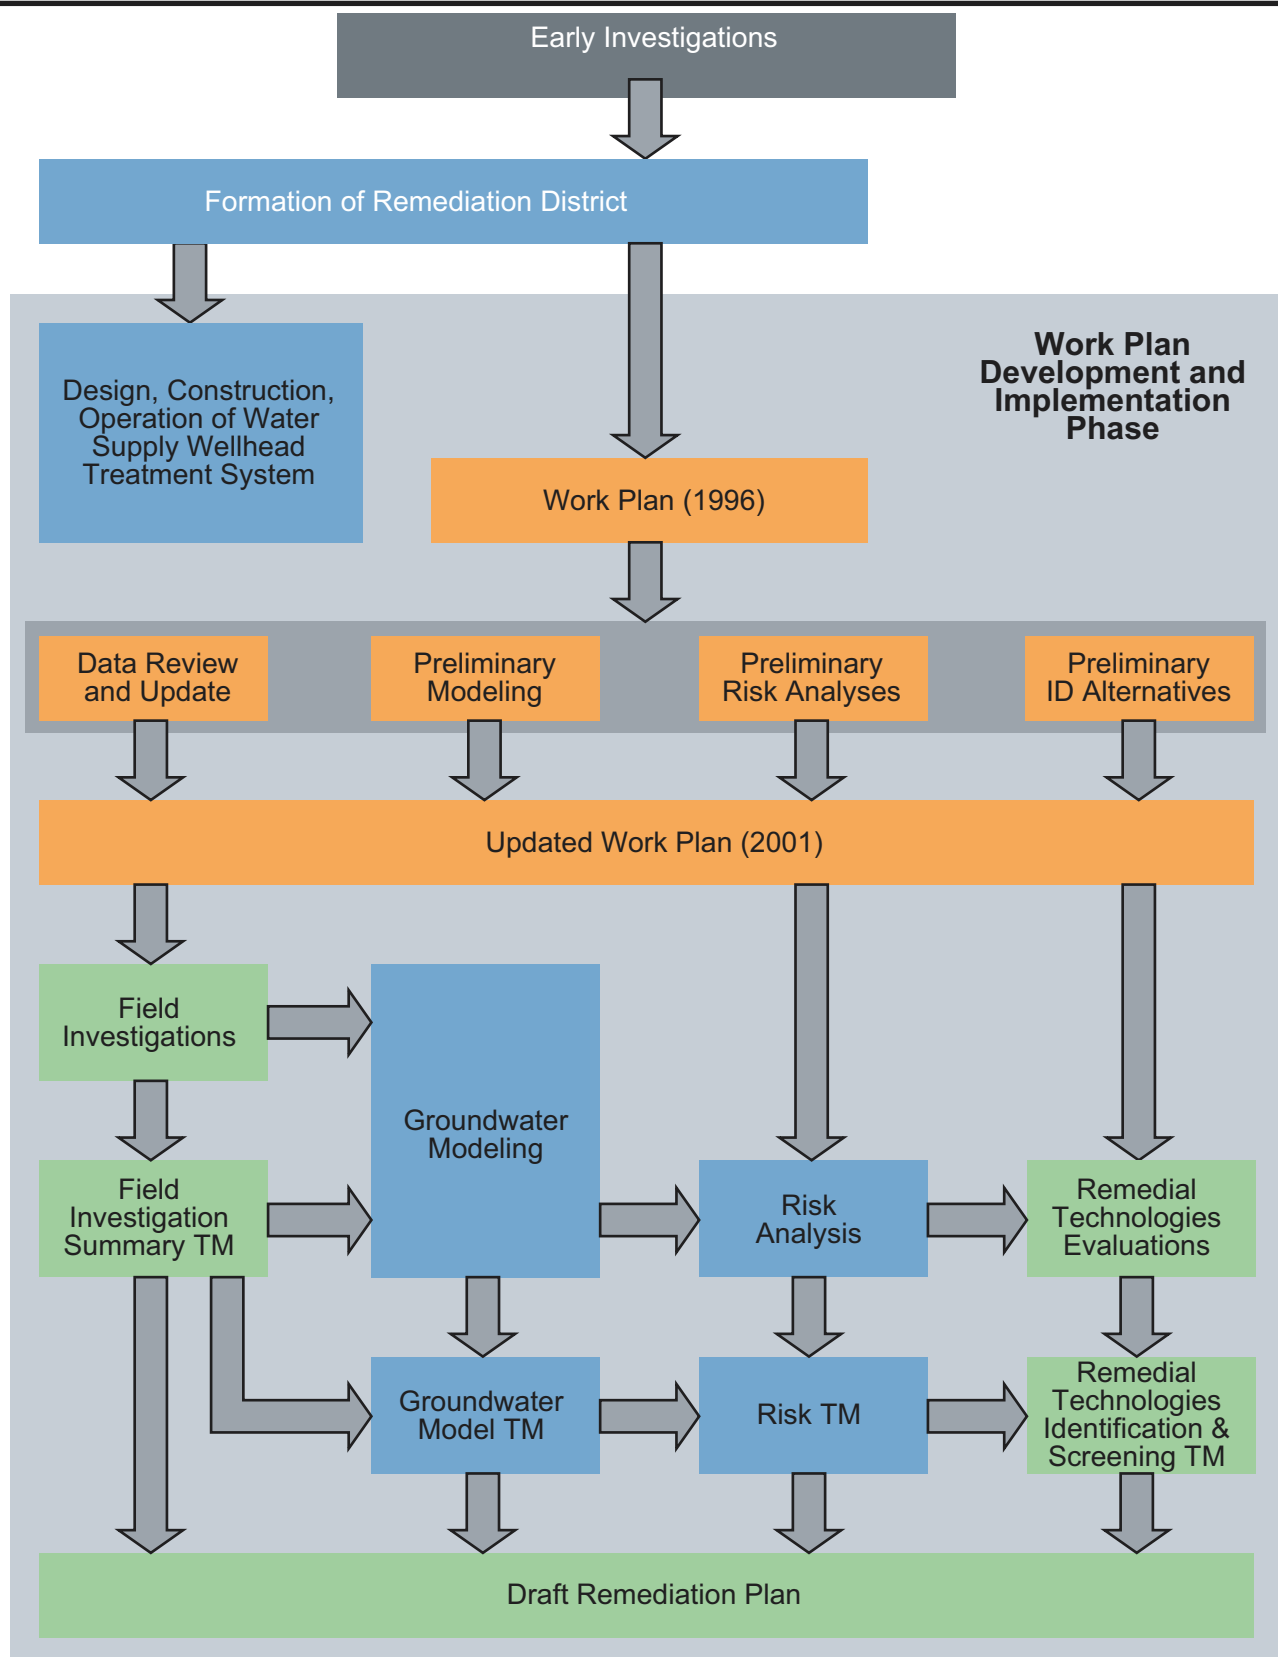 Early Investigations
Formation of Remediation District
Design, Construction,
Operation of Water
Supply Wellhead
Treatment System
Work Plan
Development and
Implementation
Phase
Work Plan (1996)
Data Review
and Update
Preliminary
Modeling
Preliminary
Risk Analyses
Preliminary
ID Alternatives
Updated Work Plan (2001)
Field
Investigations
Groundwater
Modeling
Field
Investigation
Summary TM
Risk
Analysis
Remedial
Technologies
Evaluations
Groundwater
Model TM
Risk TM
Remedial
Technologies
Identification &
Screening TM
Draft Remediation Plan